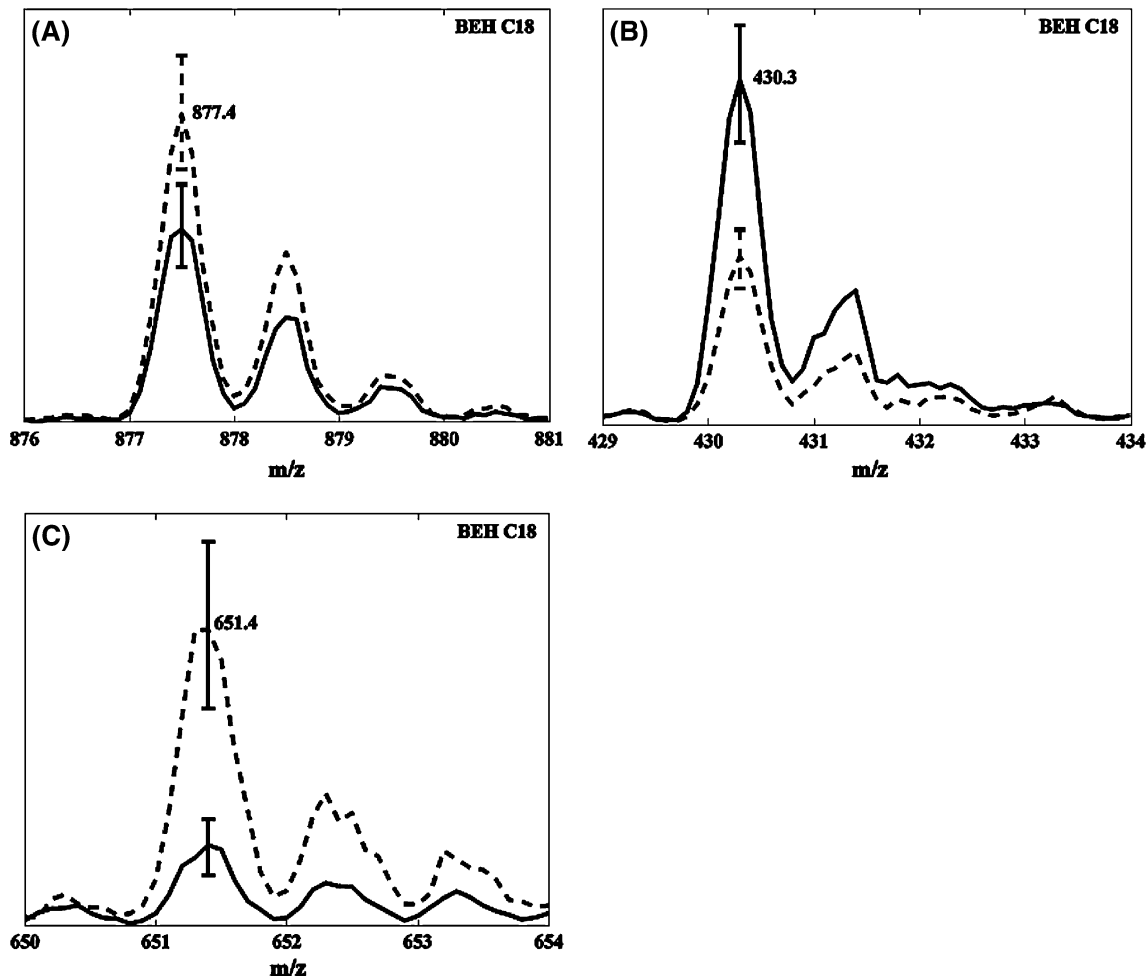 (A)
BEH C18
877.4
876 877 878 879 880 881
m/z
(B)
BEH C18
430.3
429 430 431 432 433 434
m/z
(C)
BEH C18
651.4
650 651 652 653 654
m/z